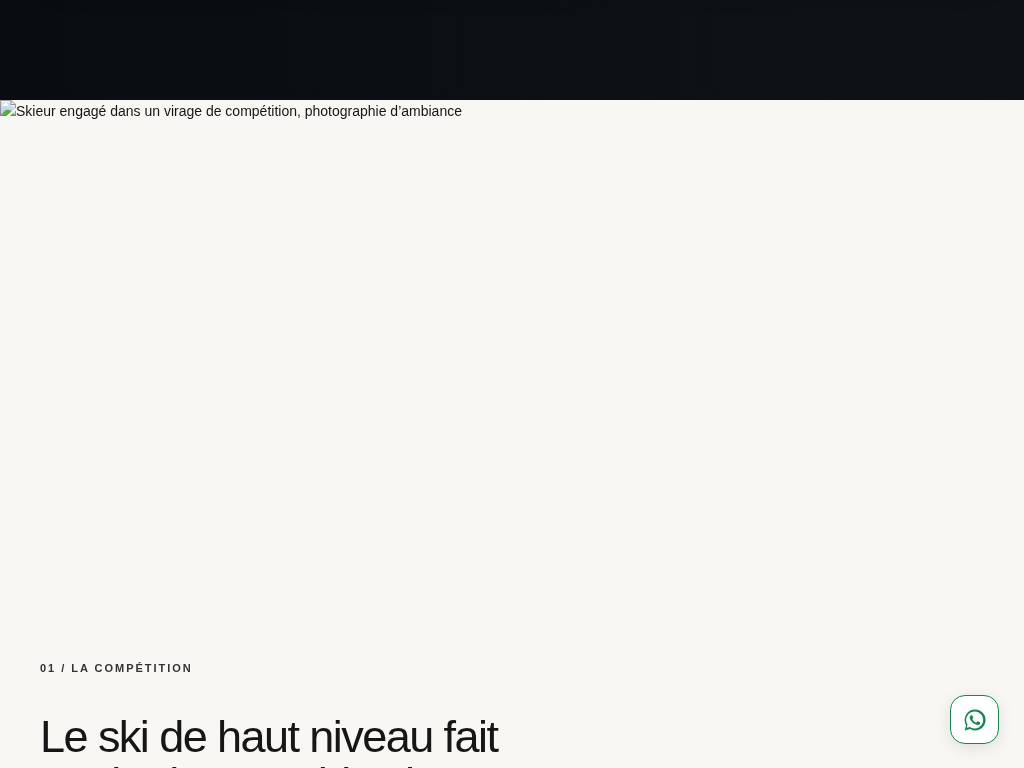 Skieur engagé dans un virage de compétition, photographie d’ambiance
01 / LA COMPÉTITION
Le ski de haut niveau fait